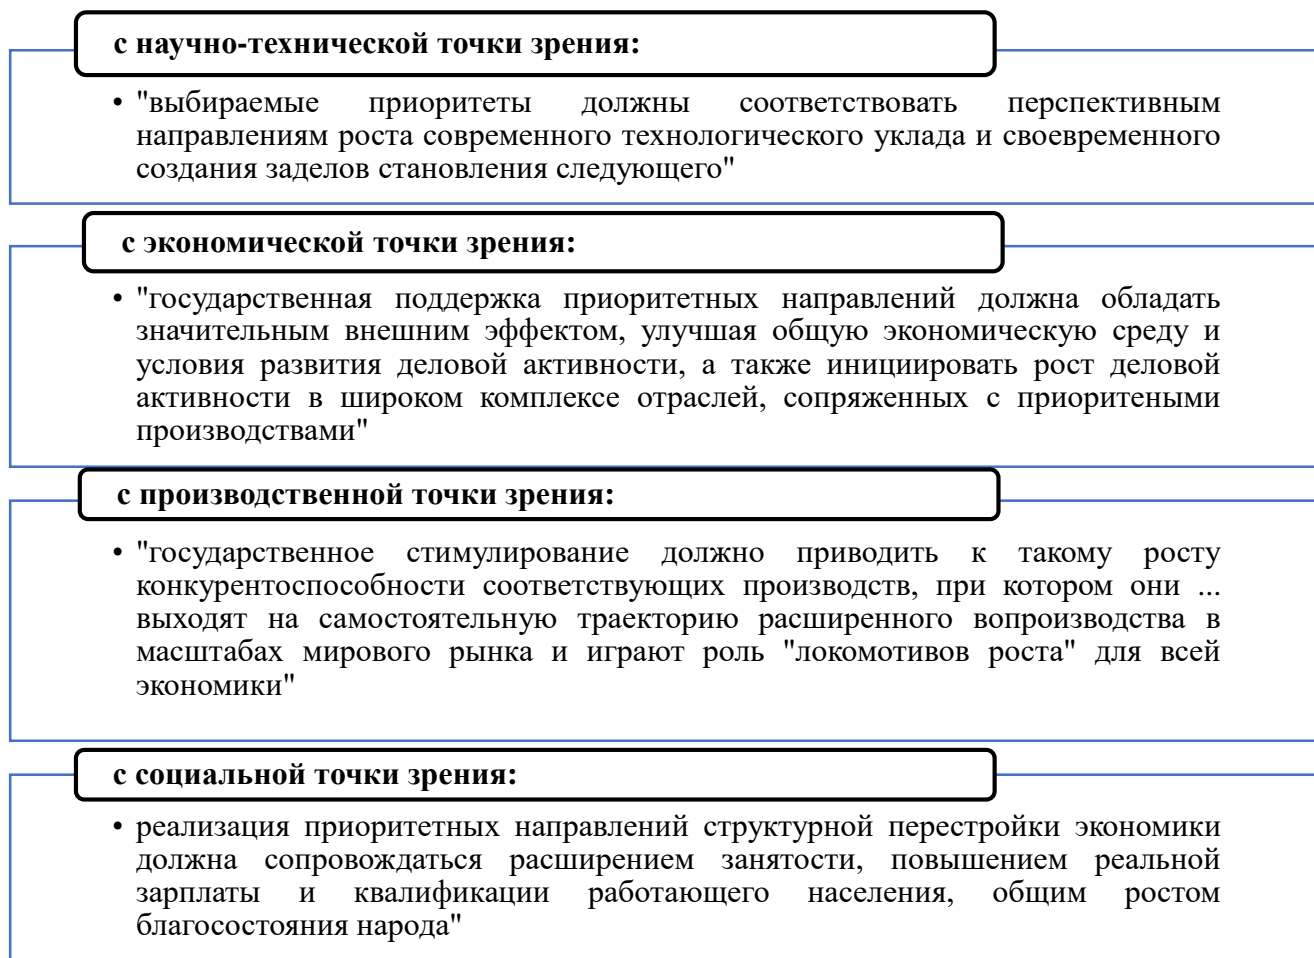 с научно-технической точки зрения:
• "выбираемые приоритеты должны соответствовать перспективным
направлениям роста современного технологического уклада и своевременного
создания заделов становления следующего"
с экономической точки зрения:
• "государственная поддержка приоритетных направлений должна обладать
значительным внешним эффектом, улучшая общую экономическую среду и
условия развития деловой активности, а также инициировать рост деловой
активности в широком комплексе отраслей, сопряженных с приоритеными
производствами"
с производственной точки зрения:
• "государственное стимулирование должно приводить к такому росту
конкурентоспособности соответствующих производств, при котором они ...
выходят на самостоятельную траекторию расширенного вопроизводства в
масштабах мирового рынка и играют роль "локомотивов роста" для всей
экономики"
с социальной точки зрения:
• реализация приоритетных направлений структурной перестройки экономики
должна сопровождаться расширением занятости, повышением реальной
зарплаты и квалификации работающего населения, общим ростом
благосостояния народа"